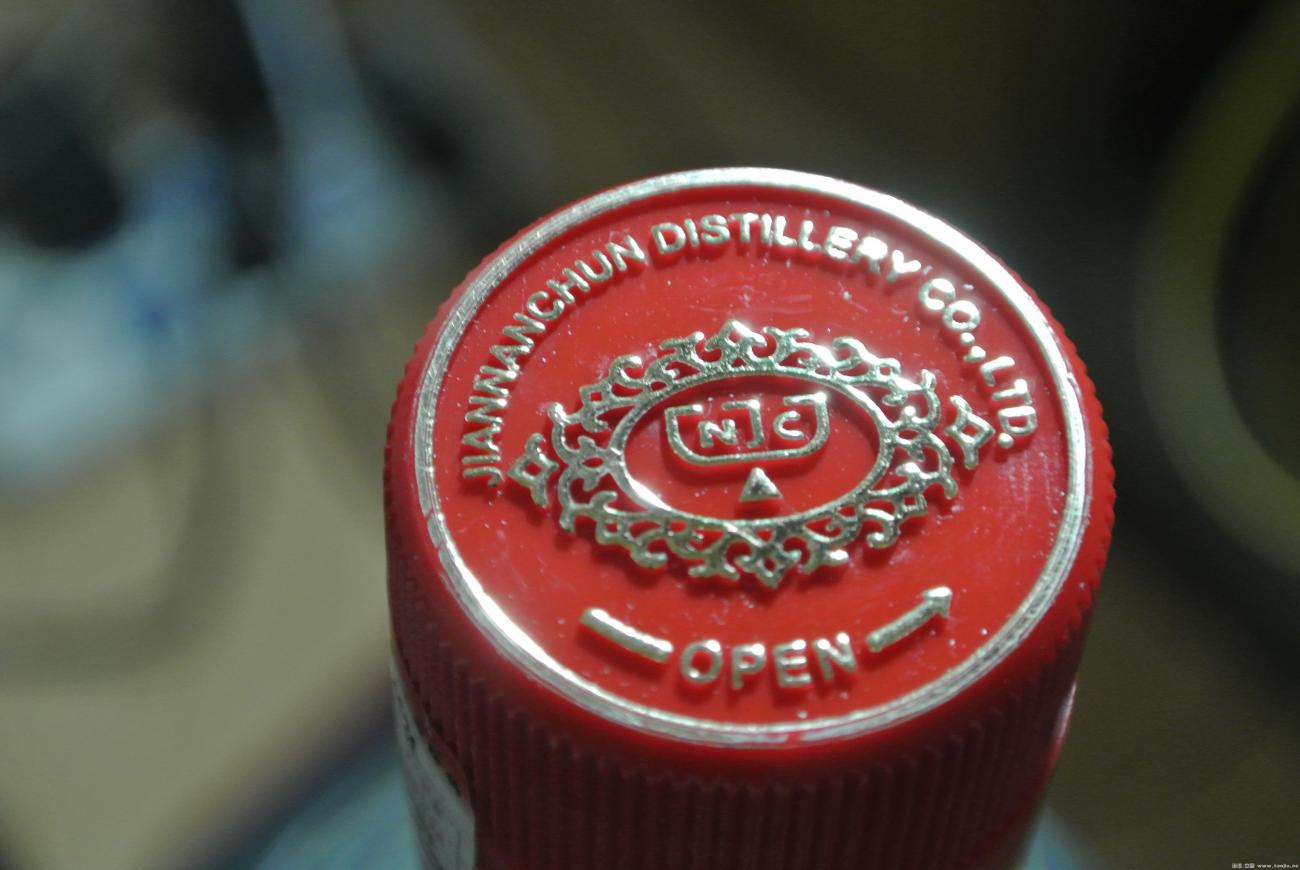 JIANNANCHUN DISTILLERY CO.,LTD.
NJC
OPEN